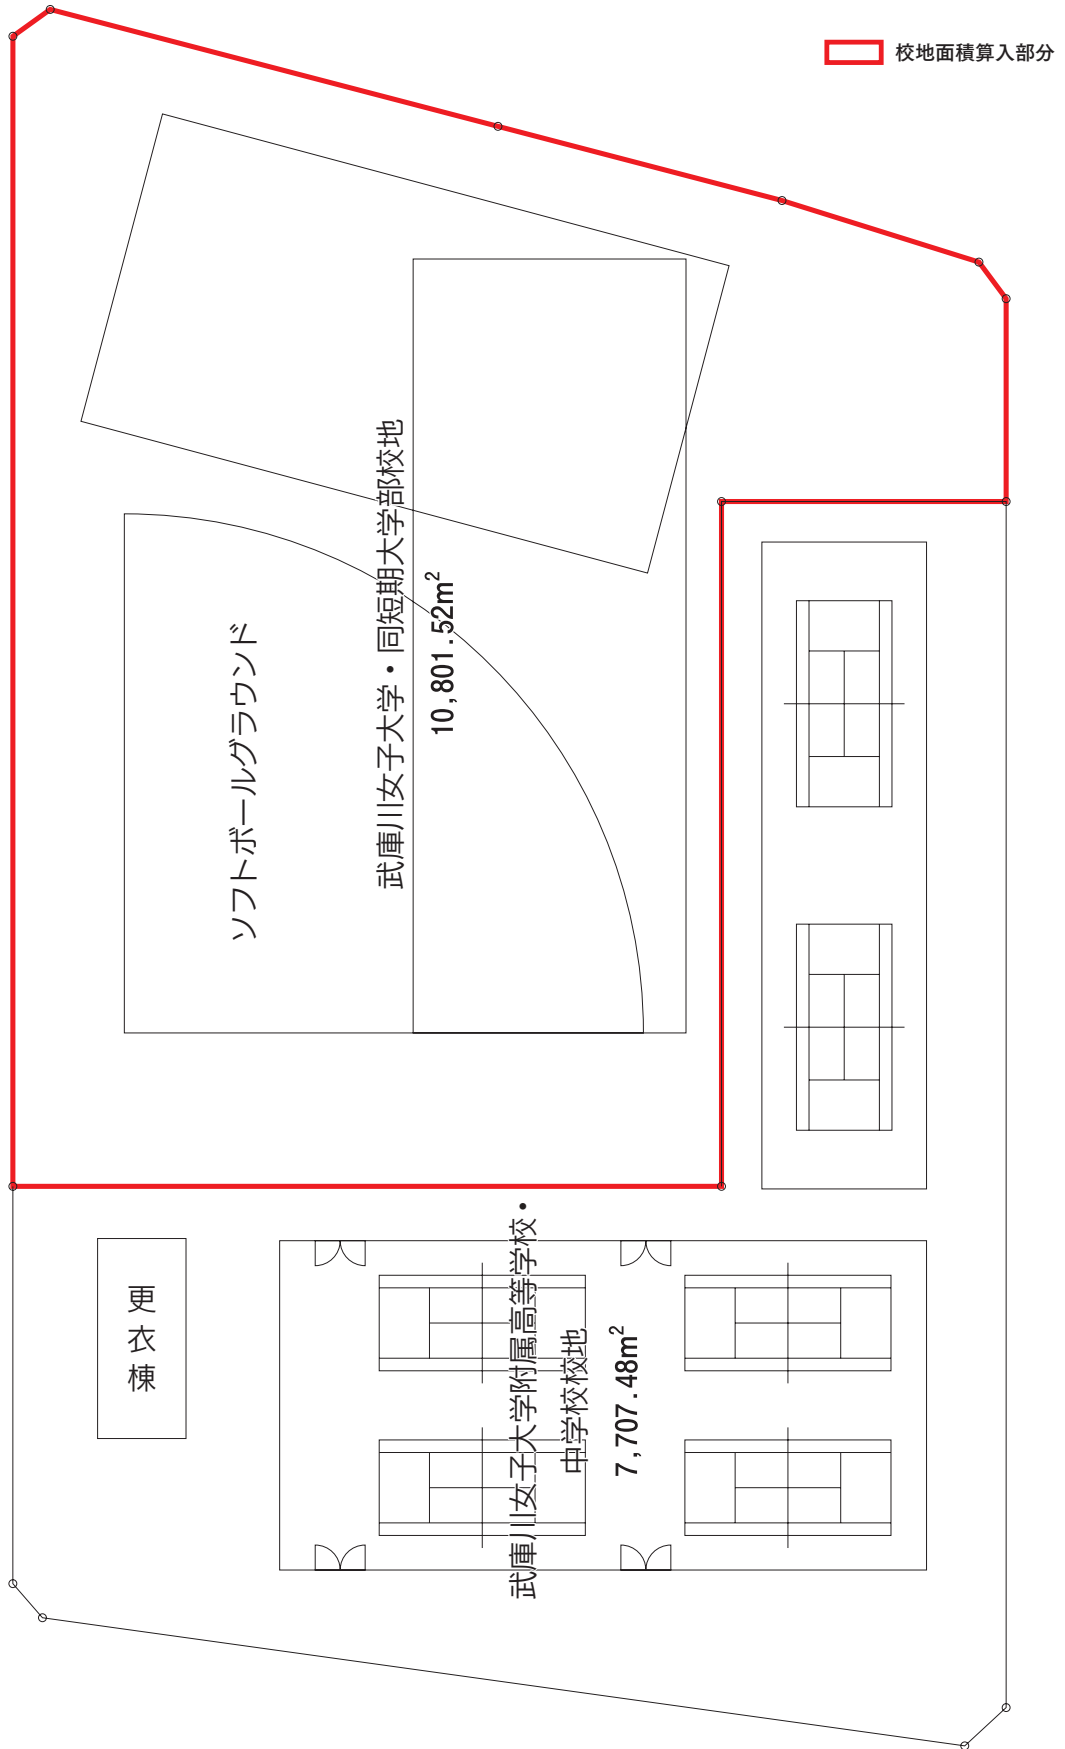 校地面積算入部分
武庫川女子大学・同短期大学部校地
10,801.52m²
ソフトボールグラウンド
更衣棟
武庫川女子大学附属高等学校・
中学校校地
7,707.48m²